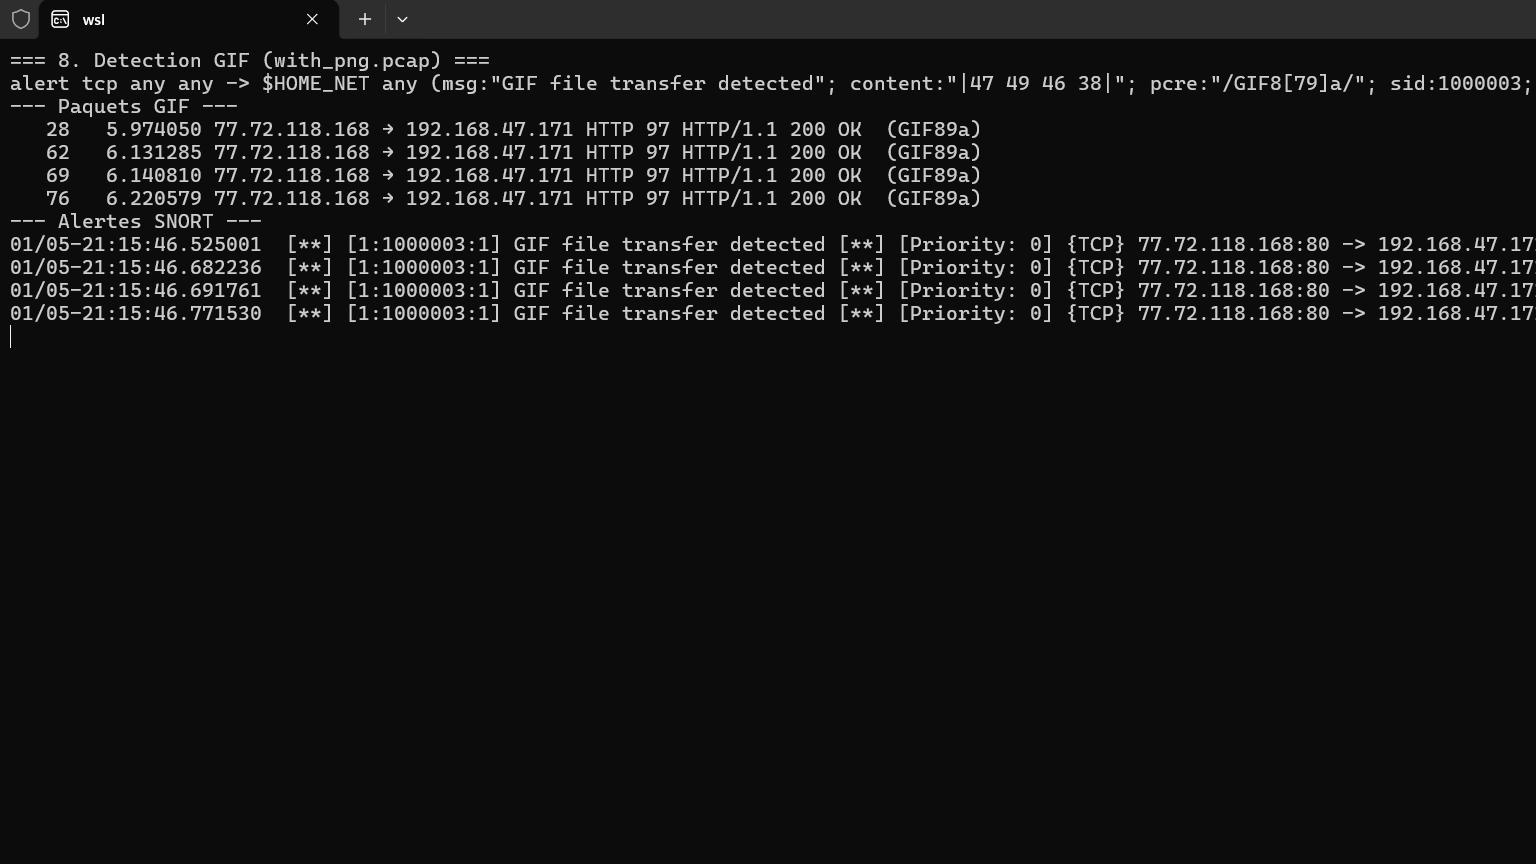 wsl
=== 8. Detection GIF (with_png.pcap) ===
alert tcp any any -> $HOME_NET any (msg:"GIF file transfer detected"; content:"|47 49 46 38|"; pcre:"/GIF8[79]a/"; sid:1000003;
--- Paquets GIF ---
28 5.974050 77.72.118.168 → 192.168.47.171 HTTP 97 HTTP/1.1 200 OK (GIF89a)
62 6.131285 77.72.118.168 → 192.168.47.171 HTTP 97 HTTP/1.1 200 OK (GIF89a)
69 6.140810 77.72.118.168 → 192.168.47.171 HTTP 97 HTTP/1.1 200 OK (GIF89a)
76 6.220579 77.72.118.168 → 192.168.47.171 HTTP 97 HTTP/1.1 200 OK (GIF89a)
--- Alertes SNORT ---
01/05-21:15:46.525001 [**] [1:1000003:1] GIF file transfer detected [**] [Priority: 0] {TCP} 77.72.118.168:80 -> 192.168.47.17
01/05-21:15:46.682236 [**] [1:1000003:1] GIF file transfer detected [**] [Priority: 0] {TCP} 77.72.118.168:80 -> 192.168.47.17
01/05-21:15:46.691761 [**] [1:1000003:1] GIF file transfer detected [**] [Priority: 0] {TCP} 77.72.118.168:80 -> 192.168.47.17
01/05-21:15:46.771530 [**] [1:1000003:1] GIF file transfer detected [**] [Priority: 0] {TCP} 77.72.118.168:80 -> 192.168.47.17